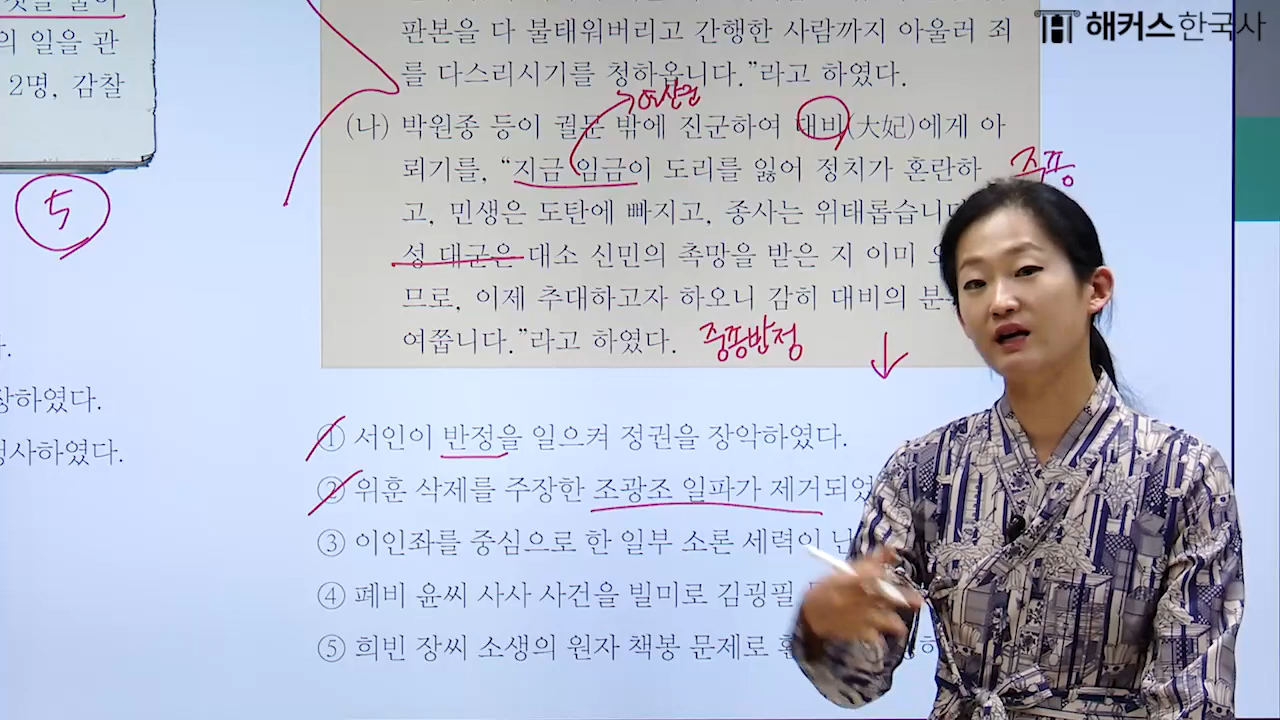 해커스한국사
것을 풀어
의 일을 관
2명, 감찰
5
항하였다.
행사하였다.
판본을 다 불태워버리고 간행한 사람까지 아울러 죄
를 다스리시기를 청하옵니다.”라고 하였다.
연산군
(나) 박원종 등이 궐문 밖에 진군하여 대비(大妃)에게 아
뢰기를, “지금 임금이 도리를 잃어 정치가 혼란하
중종
고, 민생은 도탄에 빠지고, 종사는 위태롭습니다
성 대군은 대소 신민의 촉망을 받은 지 이미
므로, 이제 추대하고자 하오니 감히 대비의 분
여쭙니다.”라고 하였다. 중종반정
① 서인이 반정을 일으켜 정권을 장악하였다.
② 위훈 삭제를 주장한 조광조 일파가 제거되었
③ 이인좌를 중심으로 한 일부 소론 세력이 난
④ 폐비 윤씨 사사 사건을 빌미로 김굉필
⑤ 희빈 장씨 소생의 원자 책봉 문제로 환